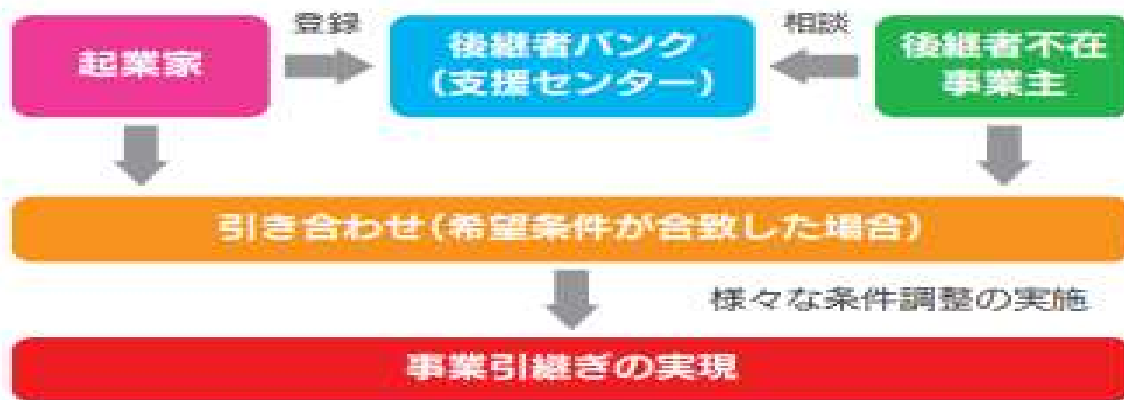 起業家
登録
後継者バンク
(支援センター)
相談
後継者不在
事業主
引き合わせ(希望条件が合致した場合)
様々な条件調整の実施
事業引継ぎの実現